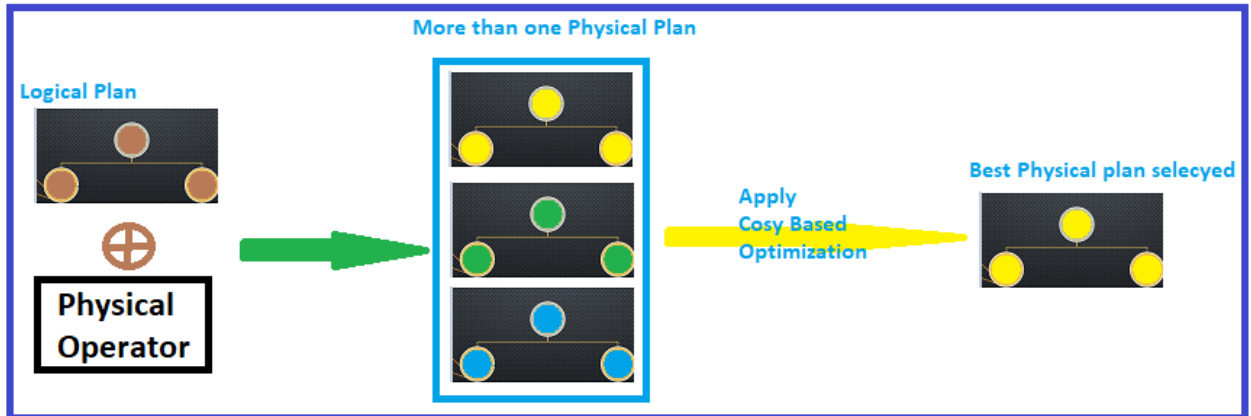 More than one Physical Plan
Logical Plan
Physical
Operator
Apply
Cosy Based
Optimization
Best Physical plan selecyed